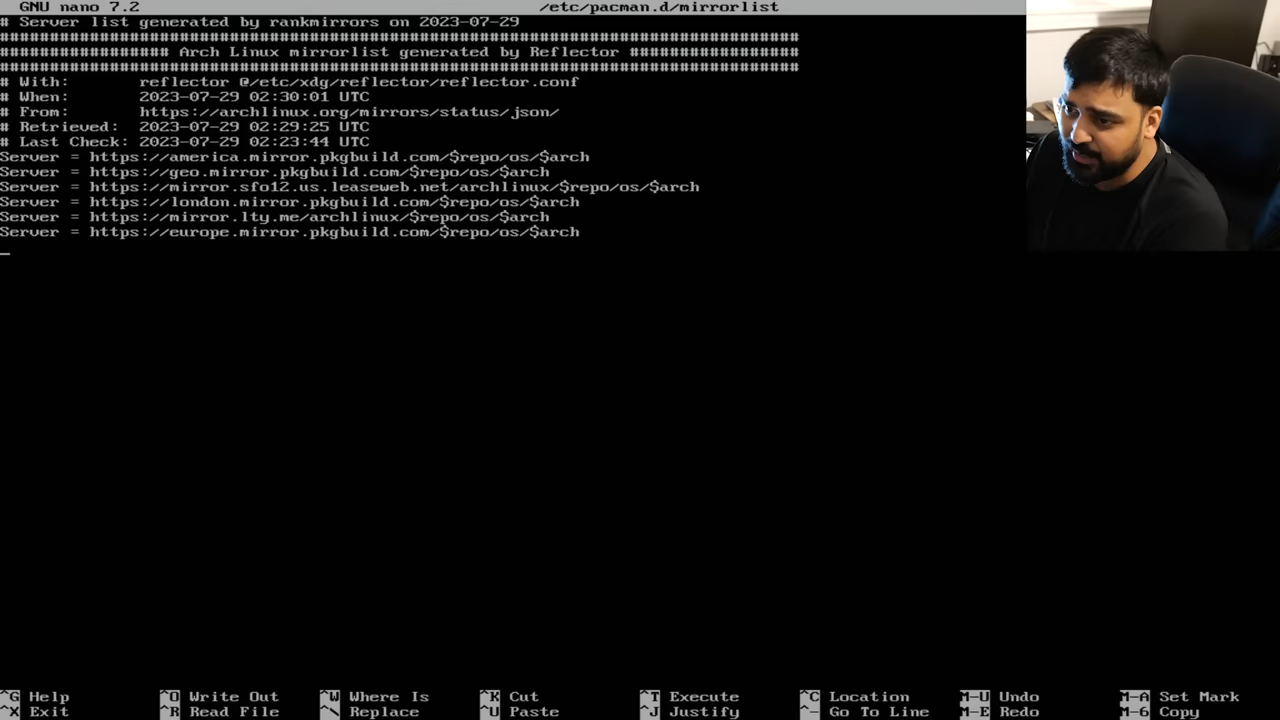 GNU nano 7.2 /etc/pacman.d/mirrorlist
# Server list generated by rankmirrors on 2023-07-29
################################################################################
################# Arch Linux mirrorlist generated by Reflector #################
################################################################################
# With:       reflector @/etc/xdg/reflector/reflector.conf
# When:       2023-07-29 02:30:01 UTC
# From:       https://archlinux.org/mirrors/status/json/
# Retrieved:  2023-07-29 02:29:25 UTC
# Last Check: 2023-07-29 02:23:44 UTC
Server = https://america.mirror.pkgbuild.com/$repo/os/$arch
Server = https://geo.mirror.pkgbuild.com/$repo/os/$arch
Server = https://mirror.sfo12.us.leaseweb.net/archlinux/$repo/os/$arch
Server = https://london.mirror.pkgbuild.com/$repo/os/$arch
Server = https://mirror.lty.me/archlinux/$repo/os/$arch
Server = https://europe.mirror.pkgbuild.com/$repo/os/$arch
^G Help ^O Write Out ^W Where Is ^K Cut ^T Execute ^C Location M-U Undo M-A Set Mark
^X Exit ^R Read File ^\ Replace ^U Paste ^J Justify ^- Go To Line M-E Redo M-6 Copy